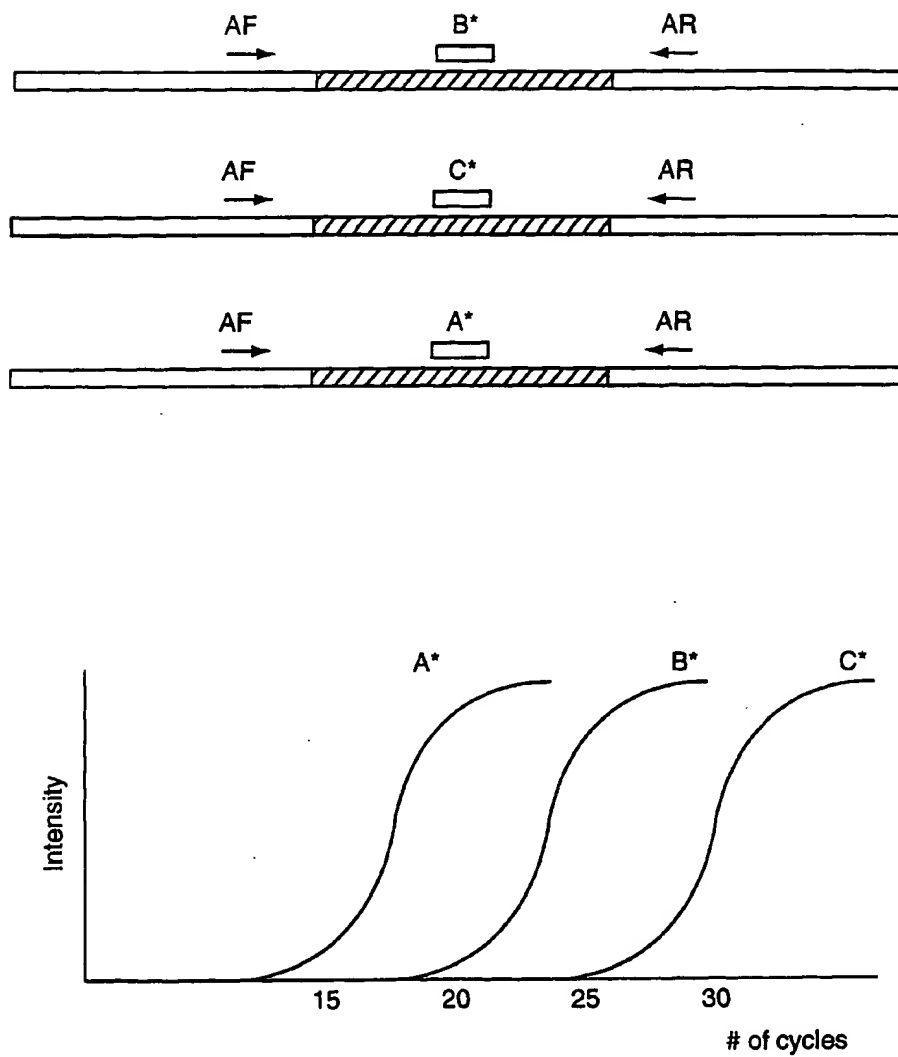 AF B* AR
AF C* AR
AF A* AR
A* B* C*
Intensity
15 20 25 30
# of cycles